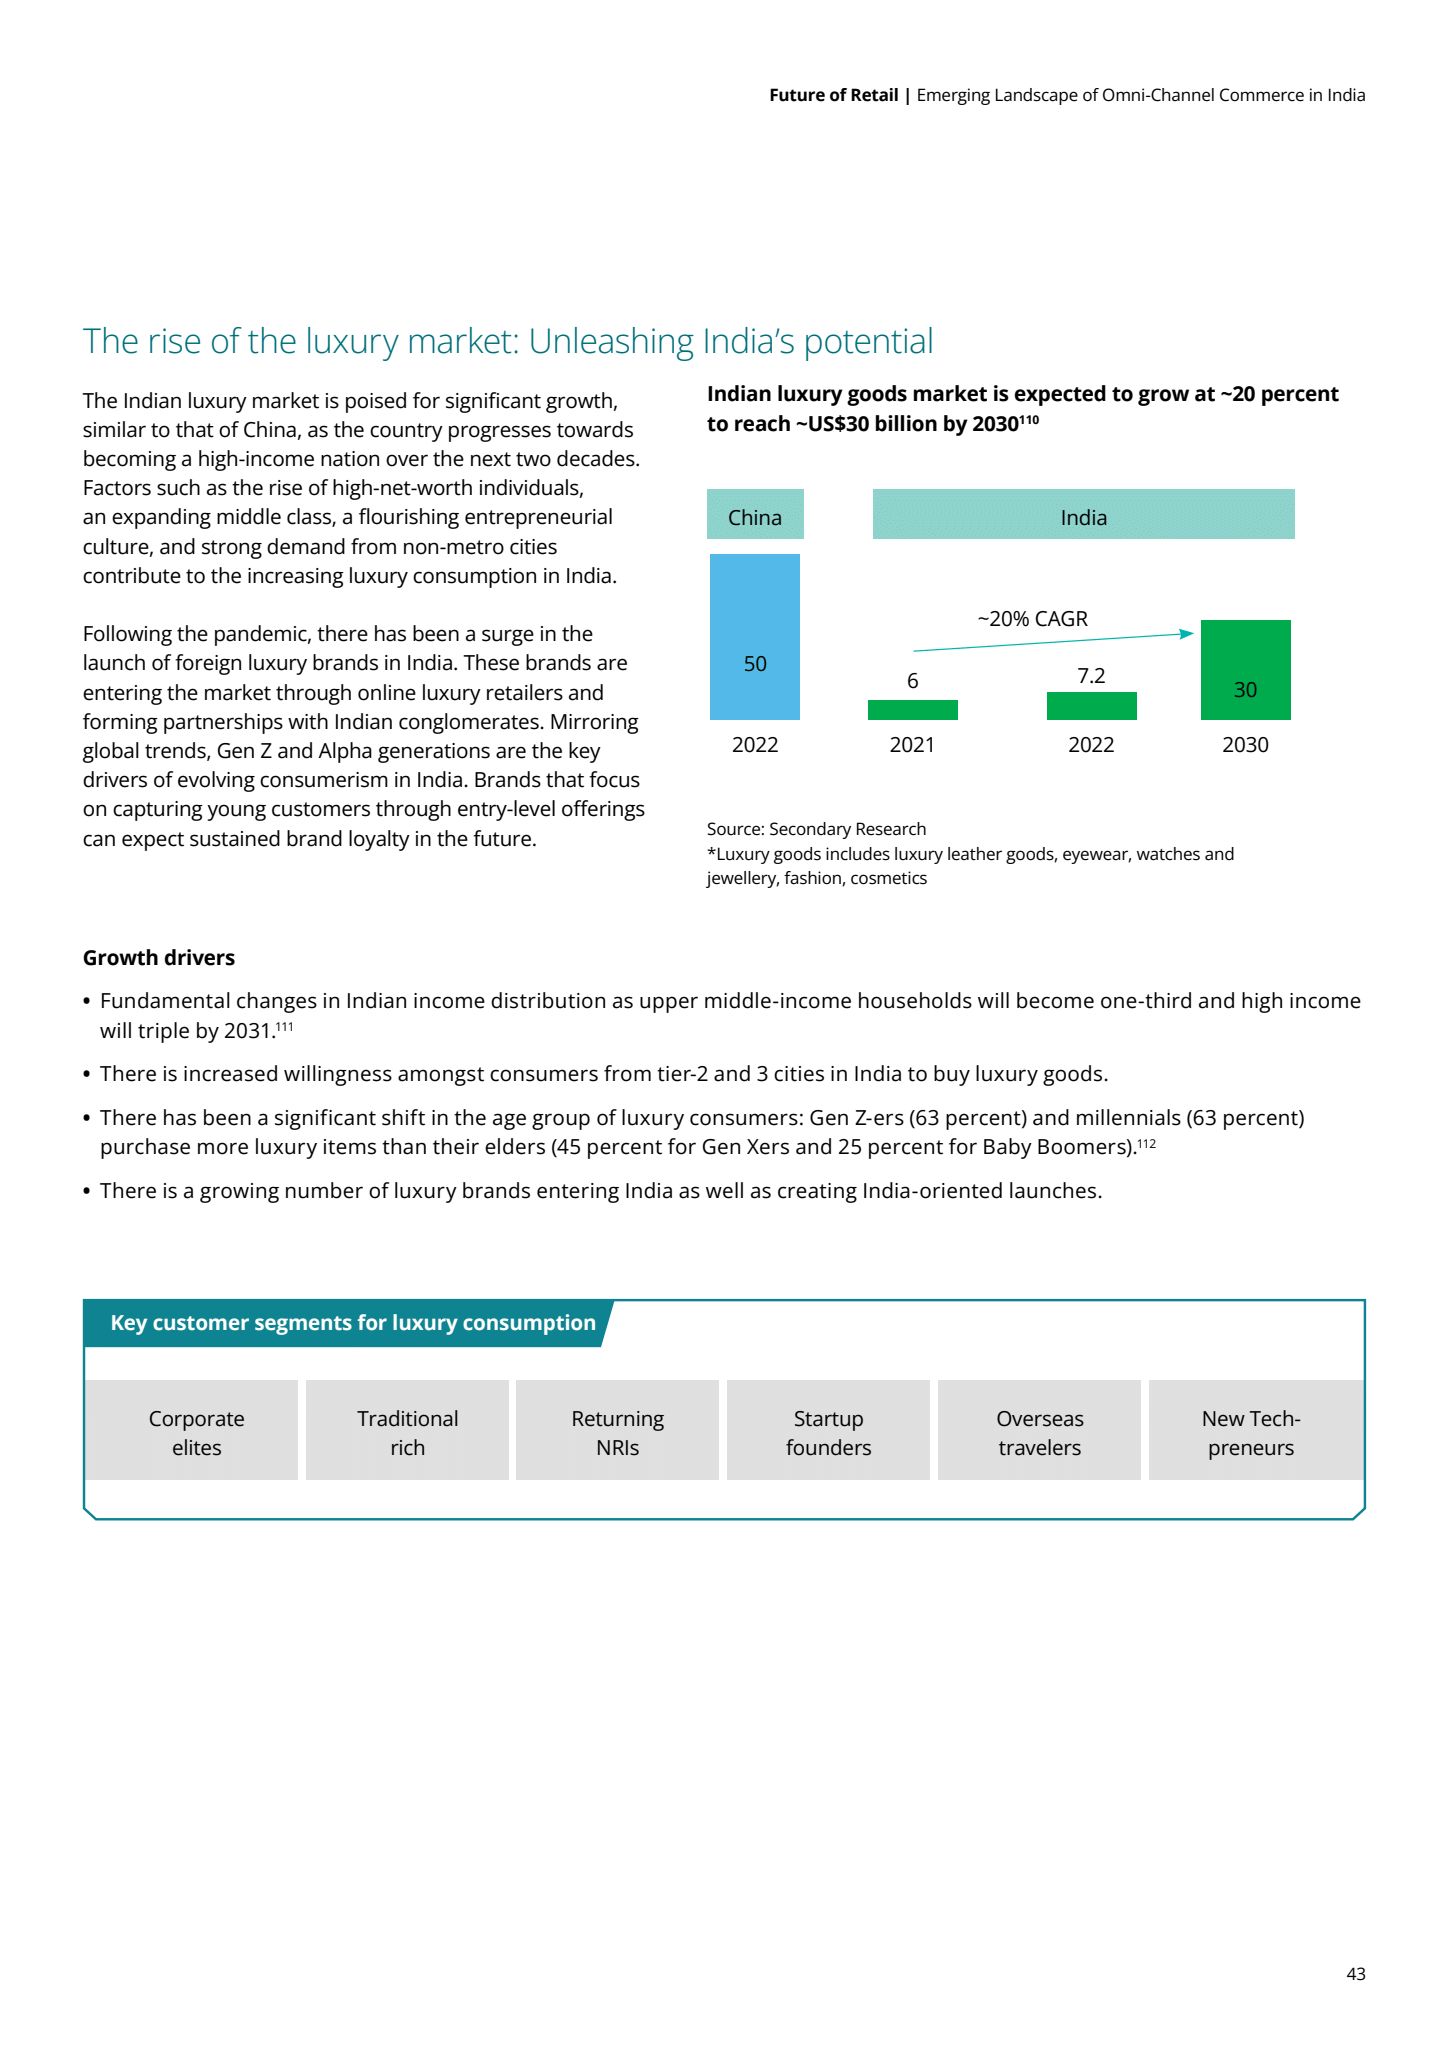 Future of Retail | Emerging Landscape of Omni-Channel Commerce in India
The rise of the luxury market: Unleashing India’s potential
The Indian luxury market is poised for significant growth,
similar to that of China, as the country progresses towards
becoming a high-income nation over the next two decades.
Factors such as the rise of high-net-worth individuals,
an expanding middle class, a flourishing entrepreneurial
culture, and strong demand from non-metro cities
contribute to the increasing luxury consumption in India.
Following the pandemic, there has been a surge in the
launch of foreign luxury brands in India. These brands are
entering the market through online luxury retailers and
forming partnerships with Indian conglomerates. Mirroring
global trends, Gen Z and Alpha generations are the key
drivers of evolving consumerism in India. Brands that focus
on capturing young customers through entry-level offerings
can expect sustained brand loyalty in the future.
Indian luxury goods market is expected to grow at ~20 percent
to reach ~US$30 billion by 2030¹¹⁰
China
India
~20% CAGR
50
6
7.2
30
2022
2021
2022
2030
Source: Secondary Research
*Luxury goods includes luxury leather goods, eyewear, watches and
jewellery, fashion, cosmetics
Growth drivers
• Fundamental changes in Indian income distribution as upper middle-income households will become one-third and high income
will triple by 2031.¹¹¹
• There is increased willingness amongst consumers from tier-2 and 3 cities in India to buy luxury goods.
• There has been a significant shift in the age group of luxury consumers: Gen Z-ers (63 percent) and millennials (63 percent)
purchase more luxury items than their elders (45 percent for Gen Xers and 25 percent for Baby Boomers).¹¹²
• There is a growing number of luxury brands entering India as well as creating India-oriented launches.
Key customer segments for luxury consumption
Corporate
elites
Traditional
rich
Returning
NRIs
Startup
founders
Overseas
travelers
New Tech-
preneurs
43